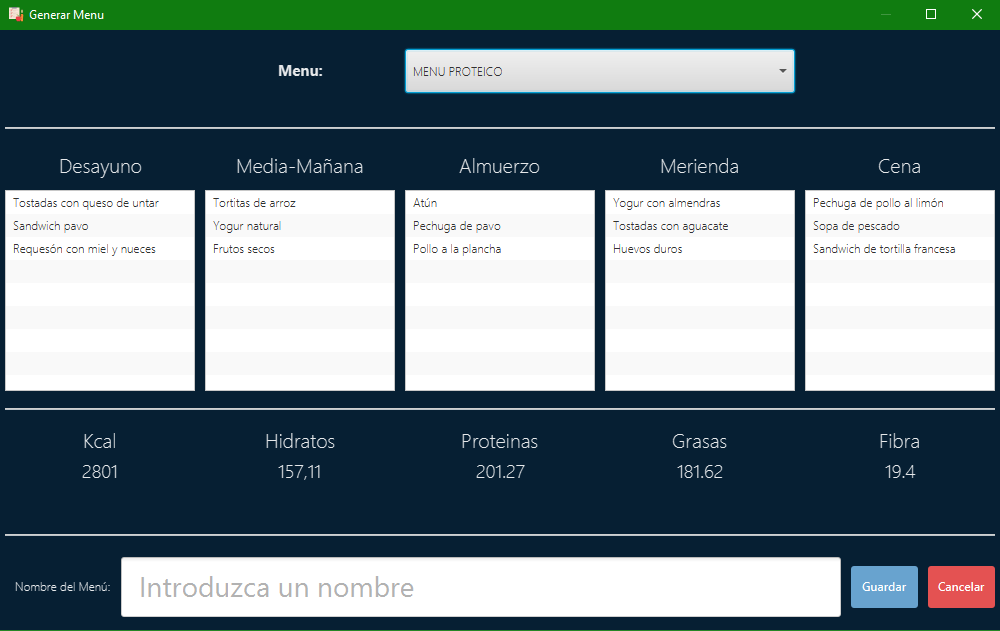 Generar Menu
Menu:
MENU PROTEICO
Desayuno
Tostadas con queso de untar
Sandwich pavo
Requesón con miel y nueces
Media-Mañana
Tortitas de arroz
Yogur natural
Frutos secos
Almuerzo
Atún
Pechuga de pavo
Pollo a la plancha
Merienda
Yogur con almendras
Tostadas con aguacate
Huevos duros
Cena
Pechuga de pollo al limón
Sopa de pescado
Sandwich de tortilla francesa
Kcal
2801
Hidratos
157,11
Proteinas
201.27
Grasas
181.62
Fibra
19.4
Nombre del Menú:
Introduzca un nombre
Guardar
Cancelar